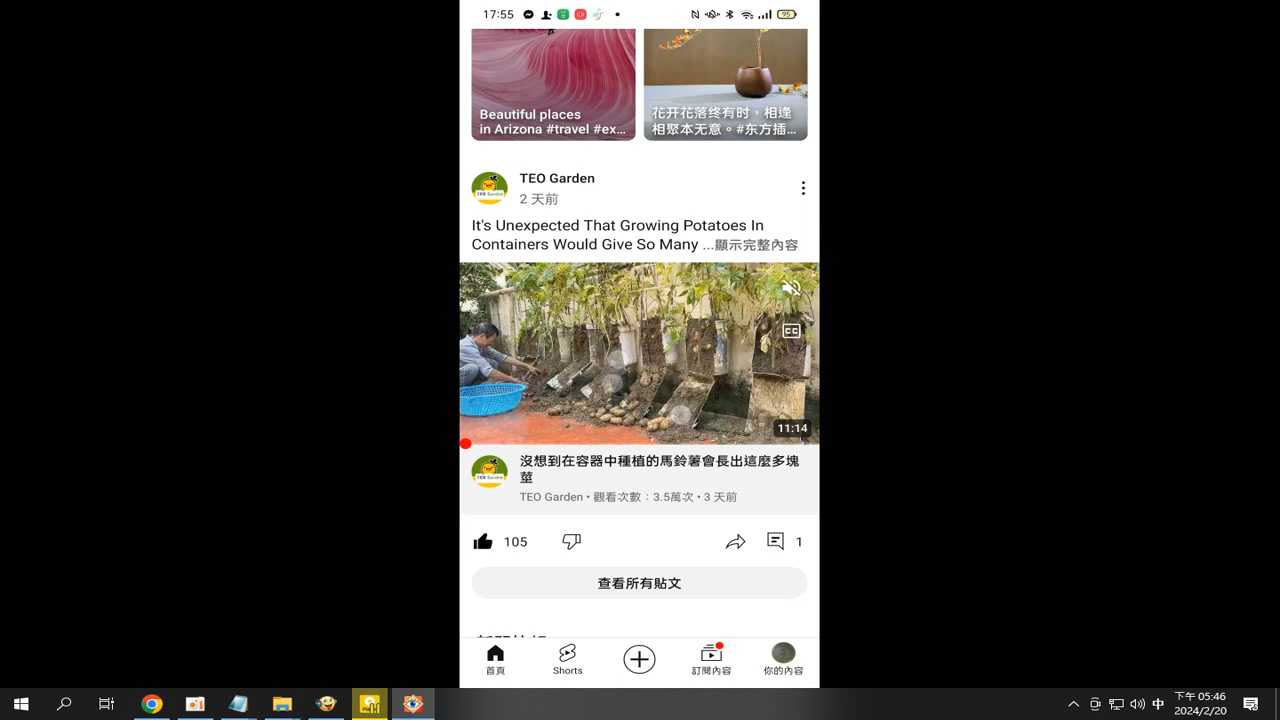 17:55
95
Beautiful places
in Arizona #travel #ex...
花开花落终有时，相逢
相聚本无意。#东方插...
TEO Garden
2 天前
It's Unexpected That Growing Potatoes In
Containers Would Give So Many ...顯示完整內容
CC
11:14
沒想到在容器中種植的馬鈴薯會長出這麼多塊
莖
TEO Garden • 觀看次數：3.5萬次 • 3 天前
105
1
查看所有貼文
首頁
Shorts
訂閱內容
你的內容
中
下午 05:46
2024/2/20